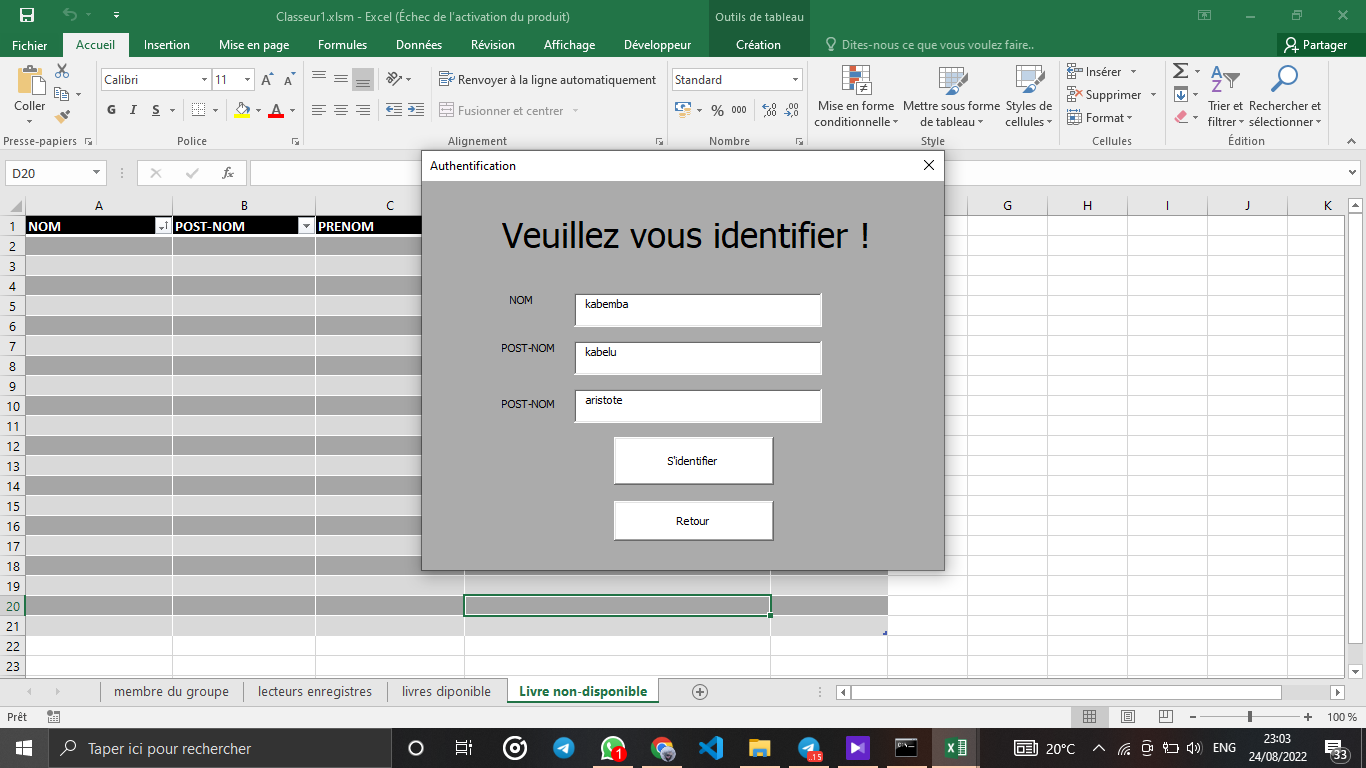 Classeur1.xlsm - Excel (Échec de l'activation du produit)
Outils de tableau
Fichier
Accueil
Insertion
Mise en page
Formules
Données
Révision
Affichage
Développeur
Création
Dites-nous ce que vous voulez faire..
Partager
Coller
Presse-papiers
Calibri
11
G I S
Police
Renvoyer à la ligne automatiquement
Fusionner et centrer
Alignement
Standard
% 000
Nombre
Mise en forme
conditionnelle
Mettre sous forme
de tableau
Styles de
cellules
Style
Insérer
Supprimer
Format
Cellules
Trier et
filtrer
Rechercher et
sélectionner
Édition
D20
fx
A B C G H I J K
1 NOM POST-NOM PRENOM
2
3
4
5
6
7
8
9
10
11
12
13
14
15
16
17
18
19
20
21
22
23
Authentification
Veuillez vous identifier !
NOM kabemba
POST-NOM kabelu
POST-NOM aristote
S'identifier
Retour
membre du groupe
lecteurs enregistres
livres diponible
Livre non-disponible
Prêt
100 %
Taper ici pour rechercher
1
..15
20°C
ENG
23:03
24/08/2022
33